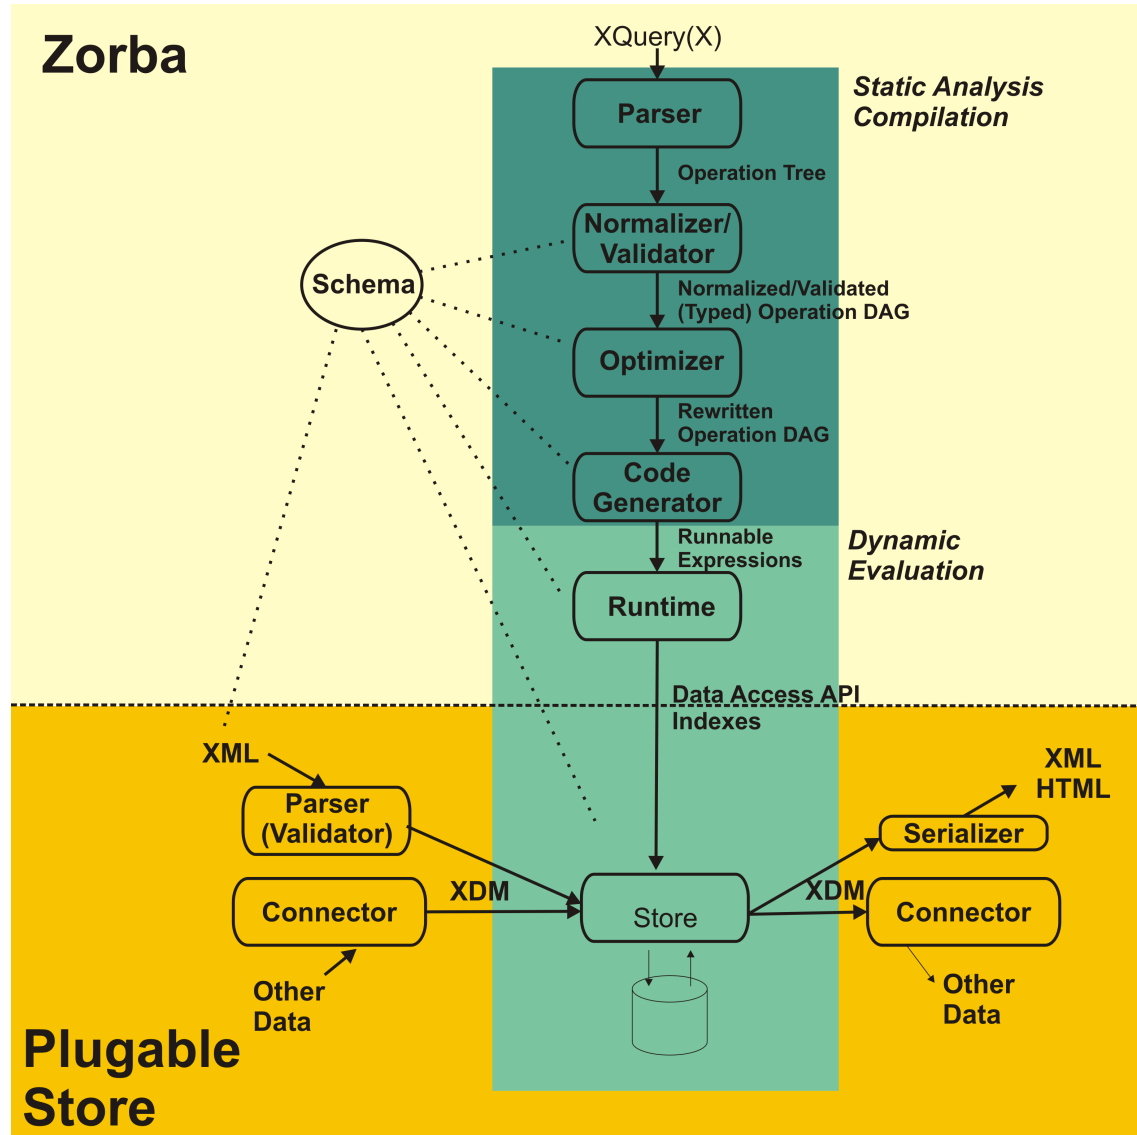 Zorba
XQuery(X)
Static Analysis
Compilation
Parser
Operation Tree
Normalizer/
Validator
Schema
Normalized/Validated
(Typed) Operation DAG
Optimizer
Rewritten
Operation DAG
Code
Generator
Runnable
Expressions
Dynamic
Evaluation
Runtime
Data Access API
Indexes
XML
Parser
(Validator)
XML
HTML
Serializer
XDM
XDM
Connector
Store
Connector
Other
Data
Other
Data
Plugable
Store